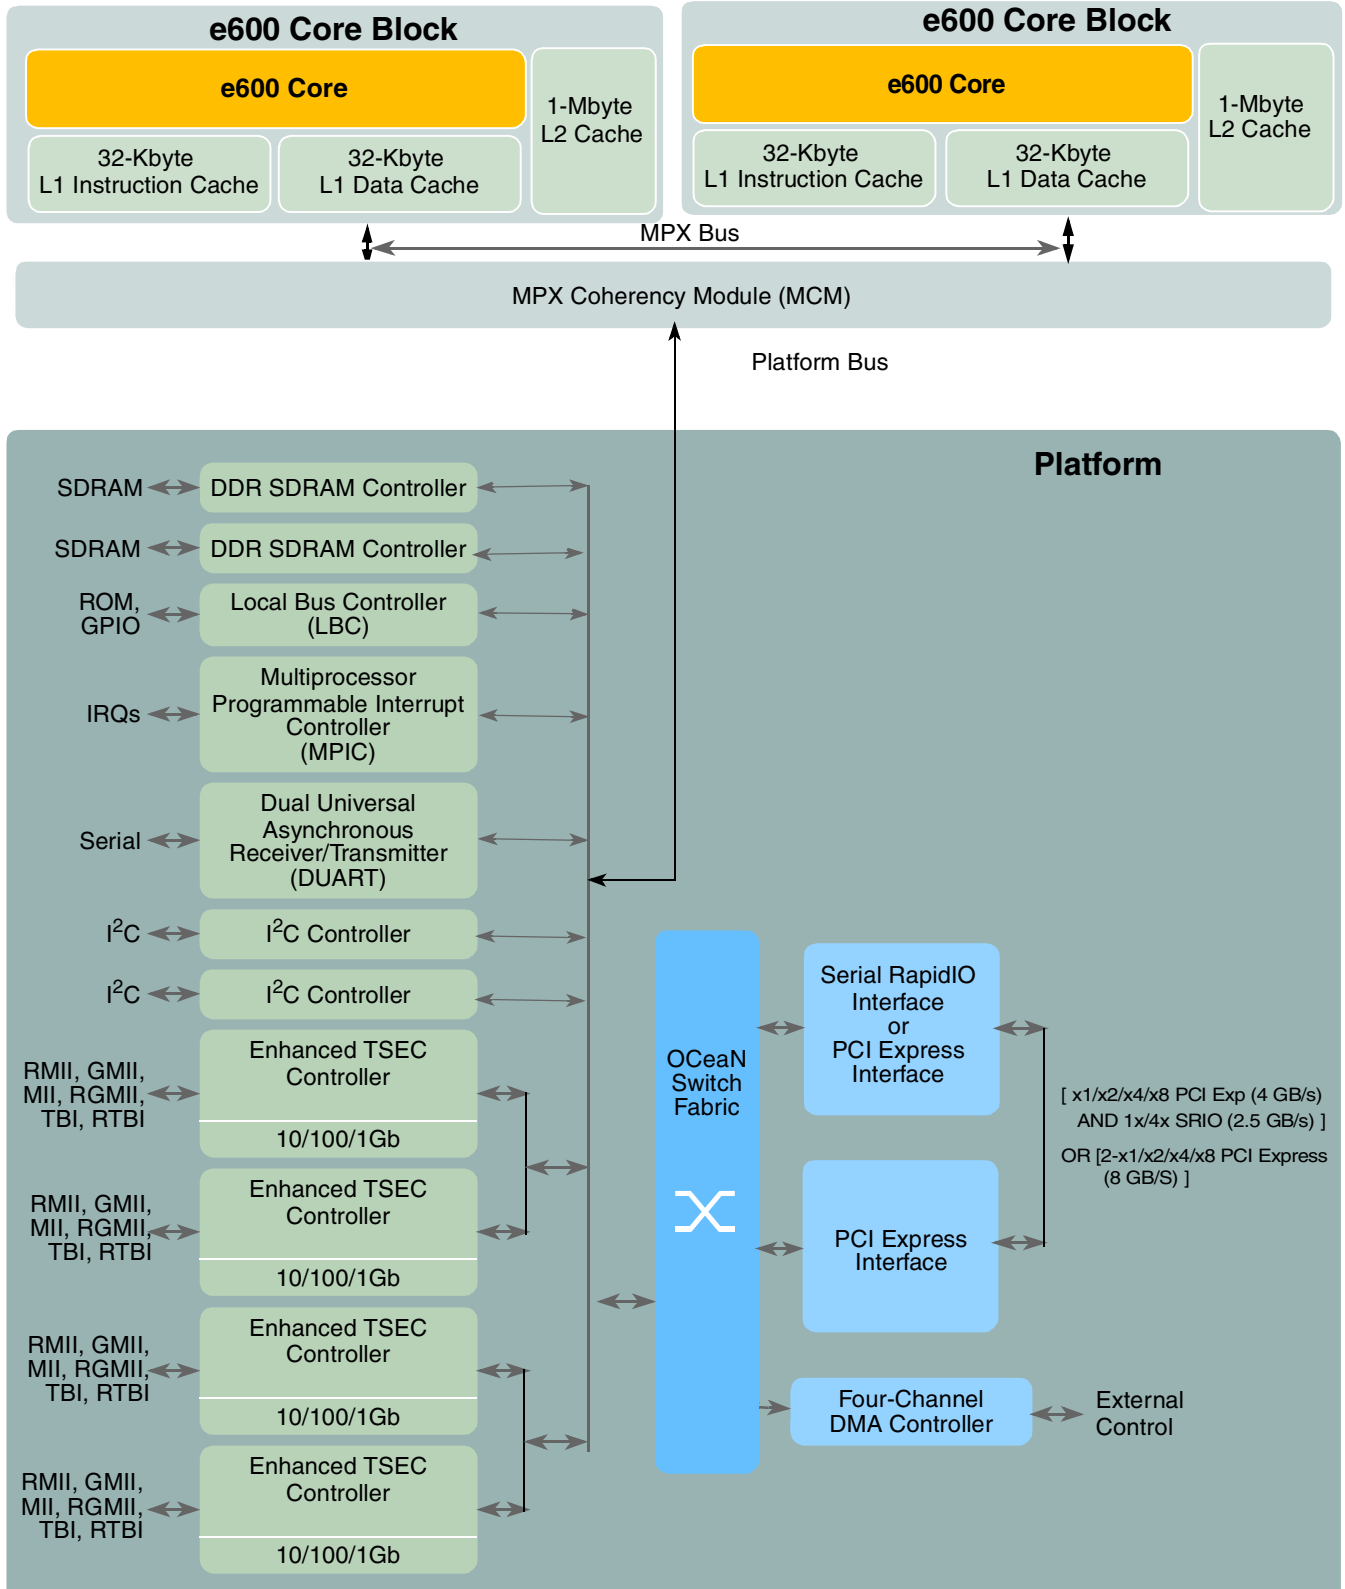 e600 Core Block
e600 Core
1-Mbyte
L2 Cache
32-Kbyte
L1 Instruction Cache
32-Kbyte
L1 Data Cache
e600 Core Block
e600 Core
1-Mbyte
L2 Cache
32-Kbyte
L1 Instruction Cache
32-Kbyte
L1 Data Cache
MPX Bus
MPX Coherency Module (MCM)
Platform Bus
Platform
SDRAM
DDR SDRAM Controller
SDRAM
DDR SDRAM Controller
ROM,
GPIO
Local Bus Controller
(LBC)
IRQs
Multiprocessor
Programmable Interrupt
Controller
(MPIC)
Serial
Dual Universal
Asynchronous
Receiver/Transmitter
(DUART)
I²C
I²C Controller
I²C
I²C Controller
RMII, GMII,
MII, RGMII,
TBI, RTBI
Enhanced TSEC
Controller
10/100/1Gb
RMII, GMII,
MII, RGMII,
TBI, RTBI
Enhanced TSEC
Controller
10/100/1Gb
RMII, GMII,
MII, RGMII,
TBI, RTBI
Enhanced TSEC
Controller
10/100/1Gb
RMII, GMII,
MII, RGMII,
TBI, RTBI
Enhanced TSEC
Controller
10/100/1Gb
OCeaN
Switch
Fabric
Serial RapidIO
Interface
or
PCI Express
Interface
PCI Express
Interface
[ x1/x2/x4/x8 PCI Exp (4 GB/s)
AND 1x/4x SRIO (2.5 GB/s) ]
OR [2-x1/x2/x4/x8 PCI Express
(8 GB/S) ]
Four-Channel
DMA Controller
External
Control